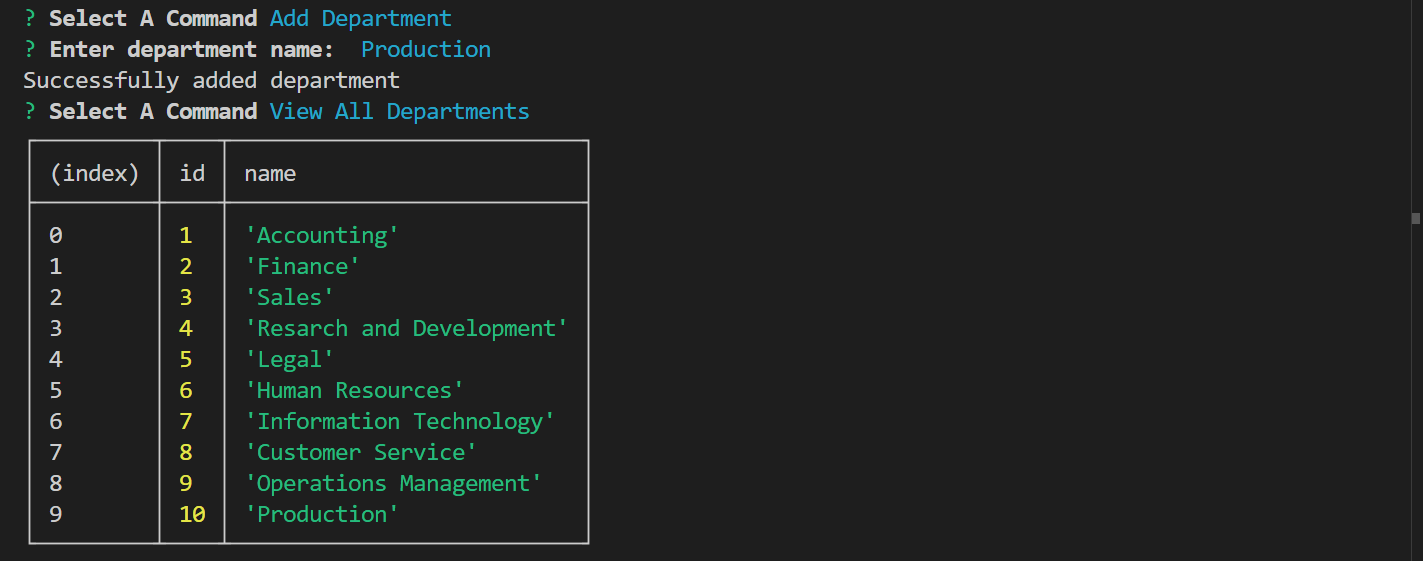 ? Select A Command Add Department
? Enter department name:  Production
Successfully added department
? Select A Command View All Departments
(index) id name
0 1 'Accounting'
1 2 'Finance'
2 3 'Sales'
3 4 'Resarch and Development'
4 5 'Legal'
5 6 'Human Resources'
6 7 'Information Technology'
7 8 'Customer Service'
8 9 'Operations Management'
9 10 'Production'